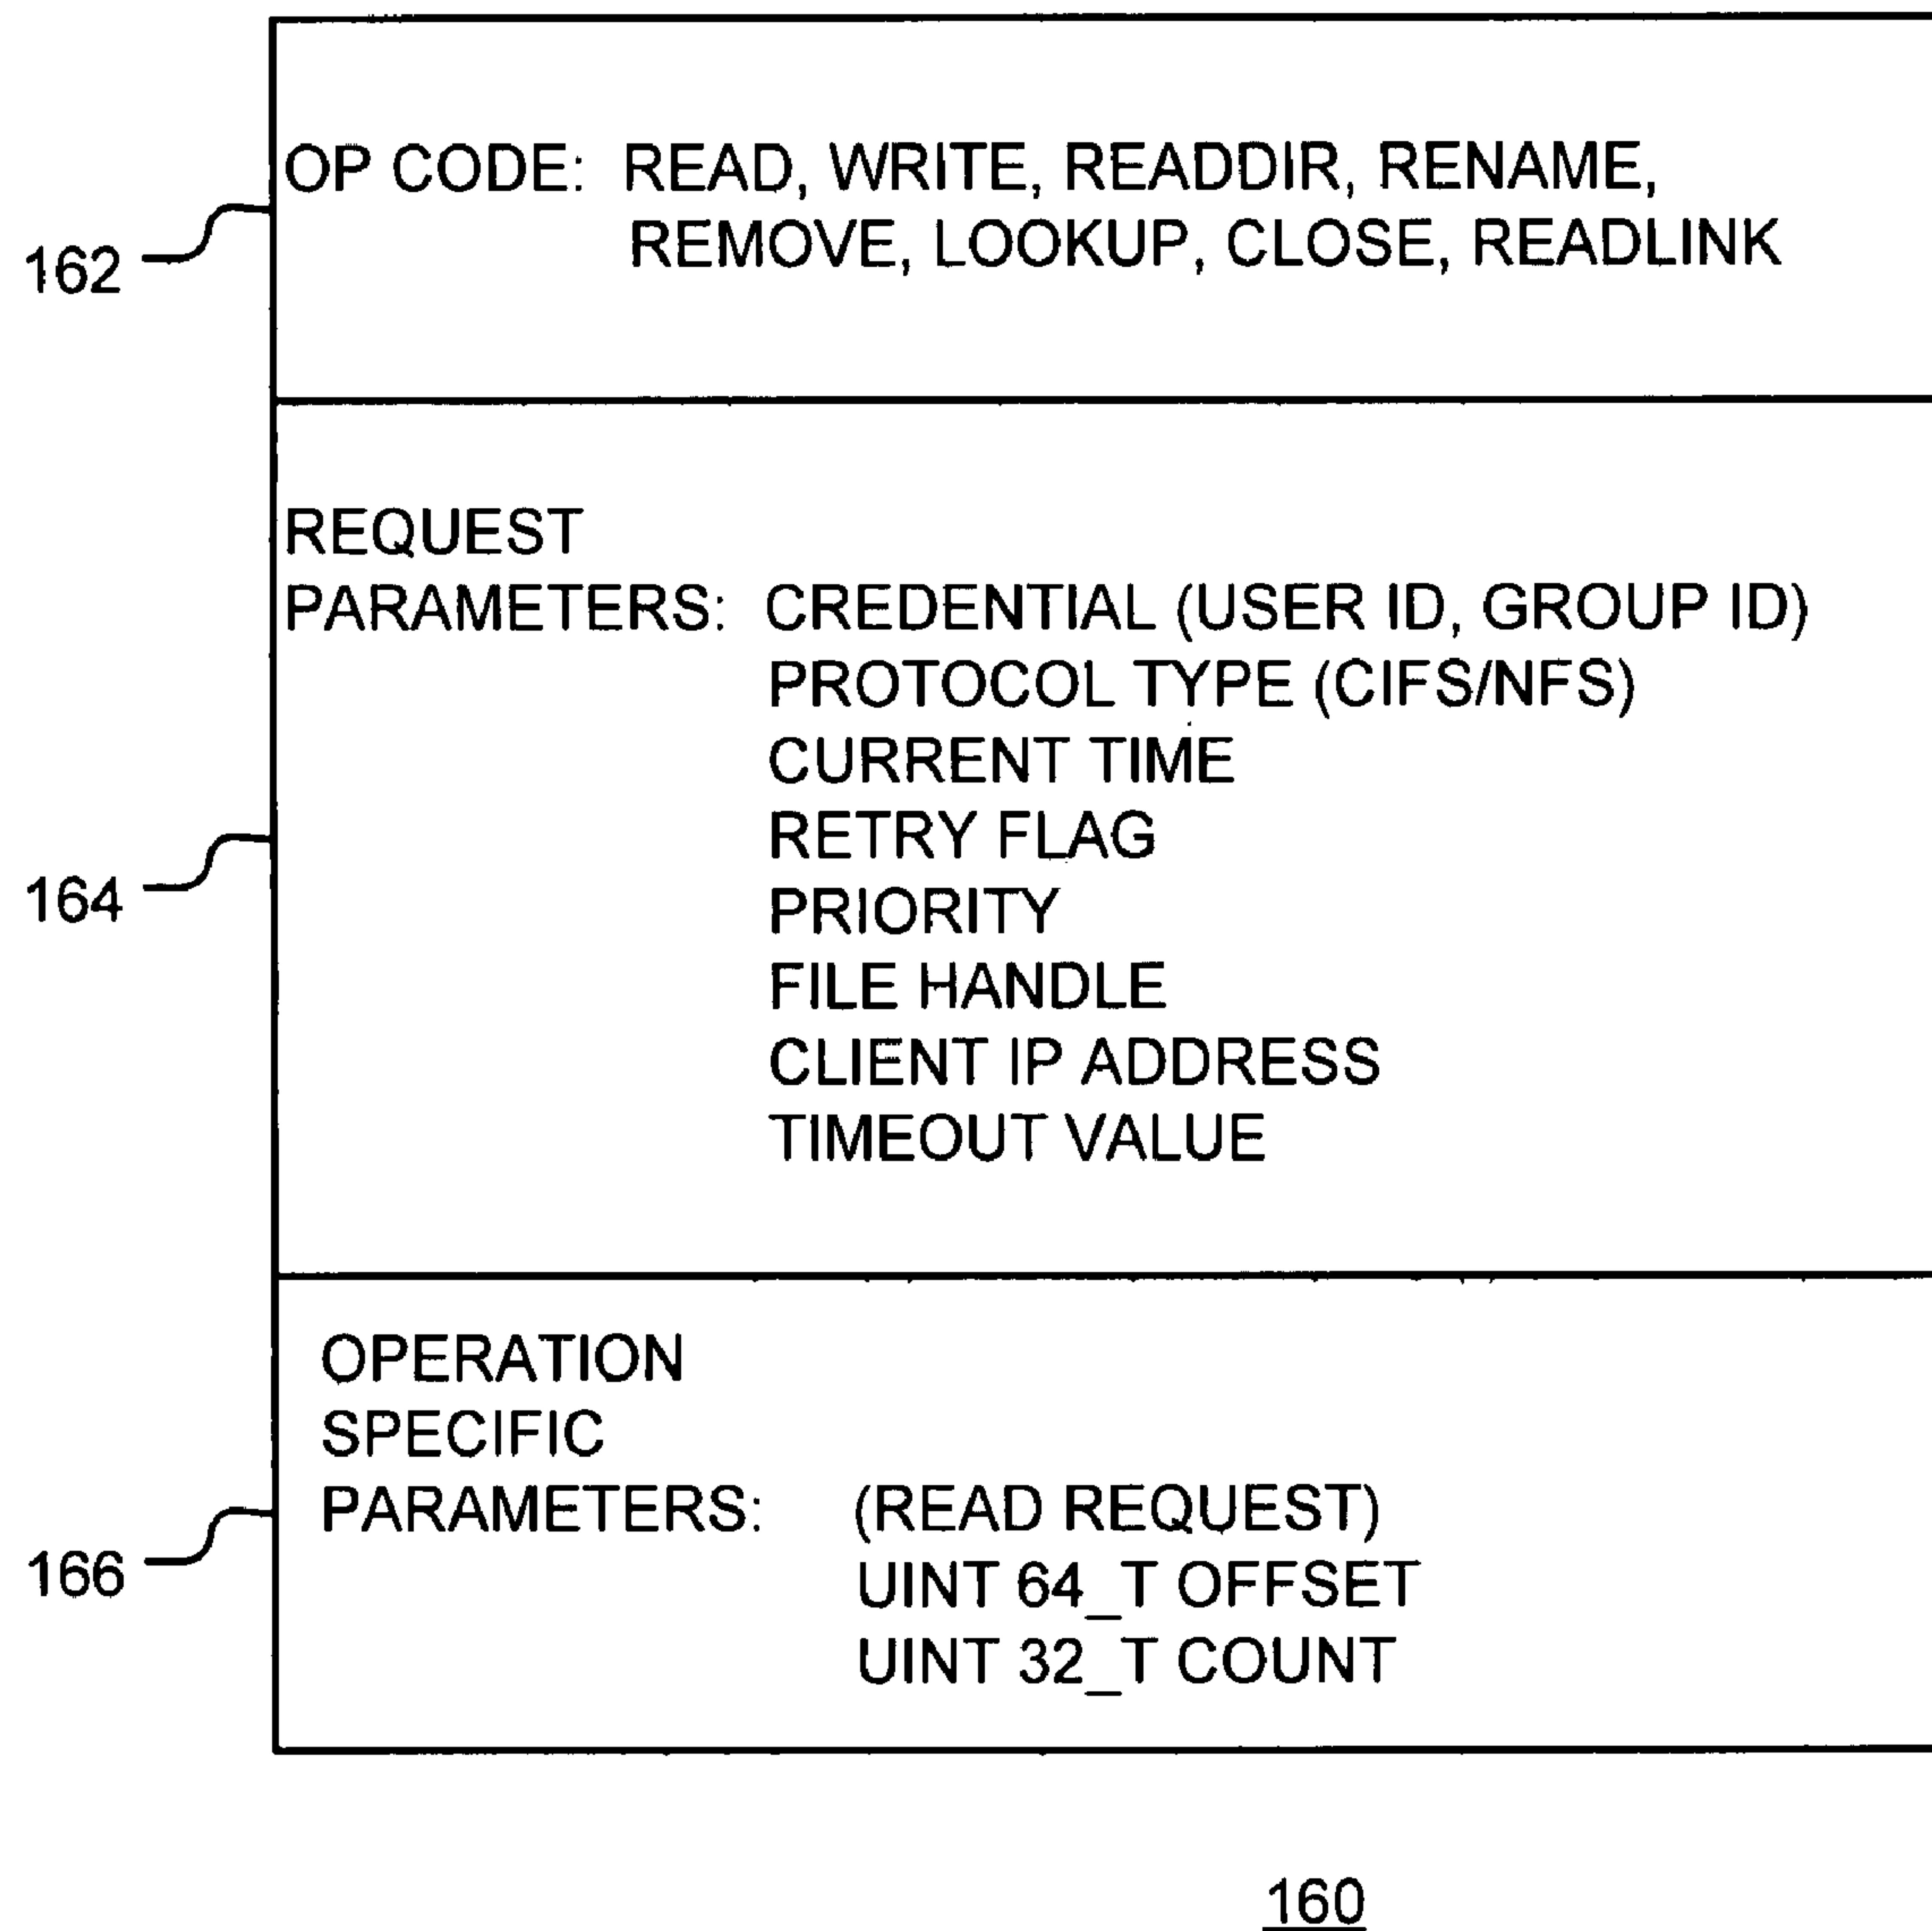 OP CODE: READ, WRITE, READDIR, RENAME,
REMOVE, LOOKUP, CLOSE, READLINK
162
REQUEST
PARAMETERS: CREDENTIAL (USER ID, GROUP ID)
PROTOCOL TYPE (CIFS/NFS)
CURRENT TIME
RETRY FLAG
PRIORITY
FILE HANDLE
CLIENT IP ADDRESS
TIMEOUT VALUE
164
OPERATION
SPECIFIC
PARAMETERS: (READ REQUEST)
UINT 64_T OFFSET
UINT 32_T COUNT
166
160